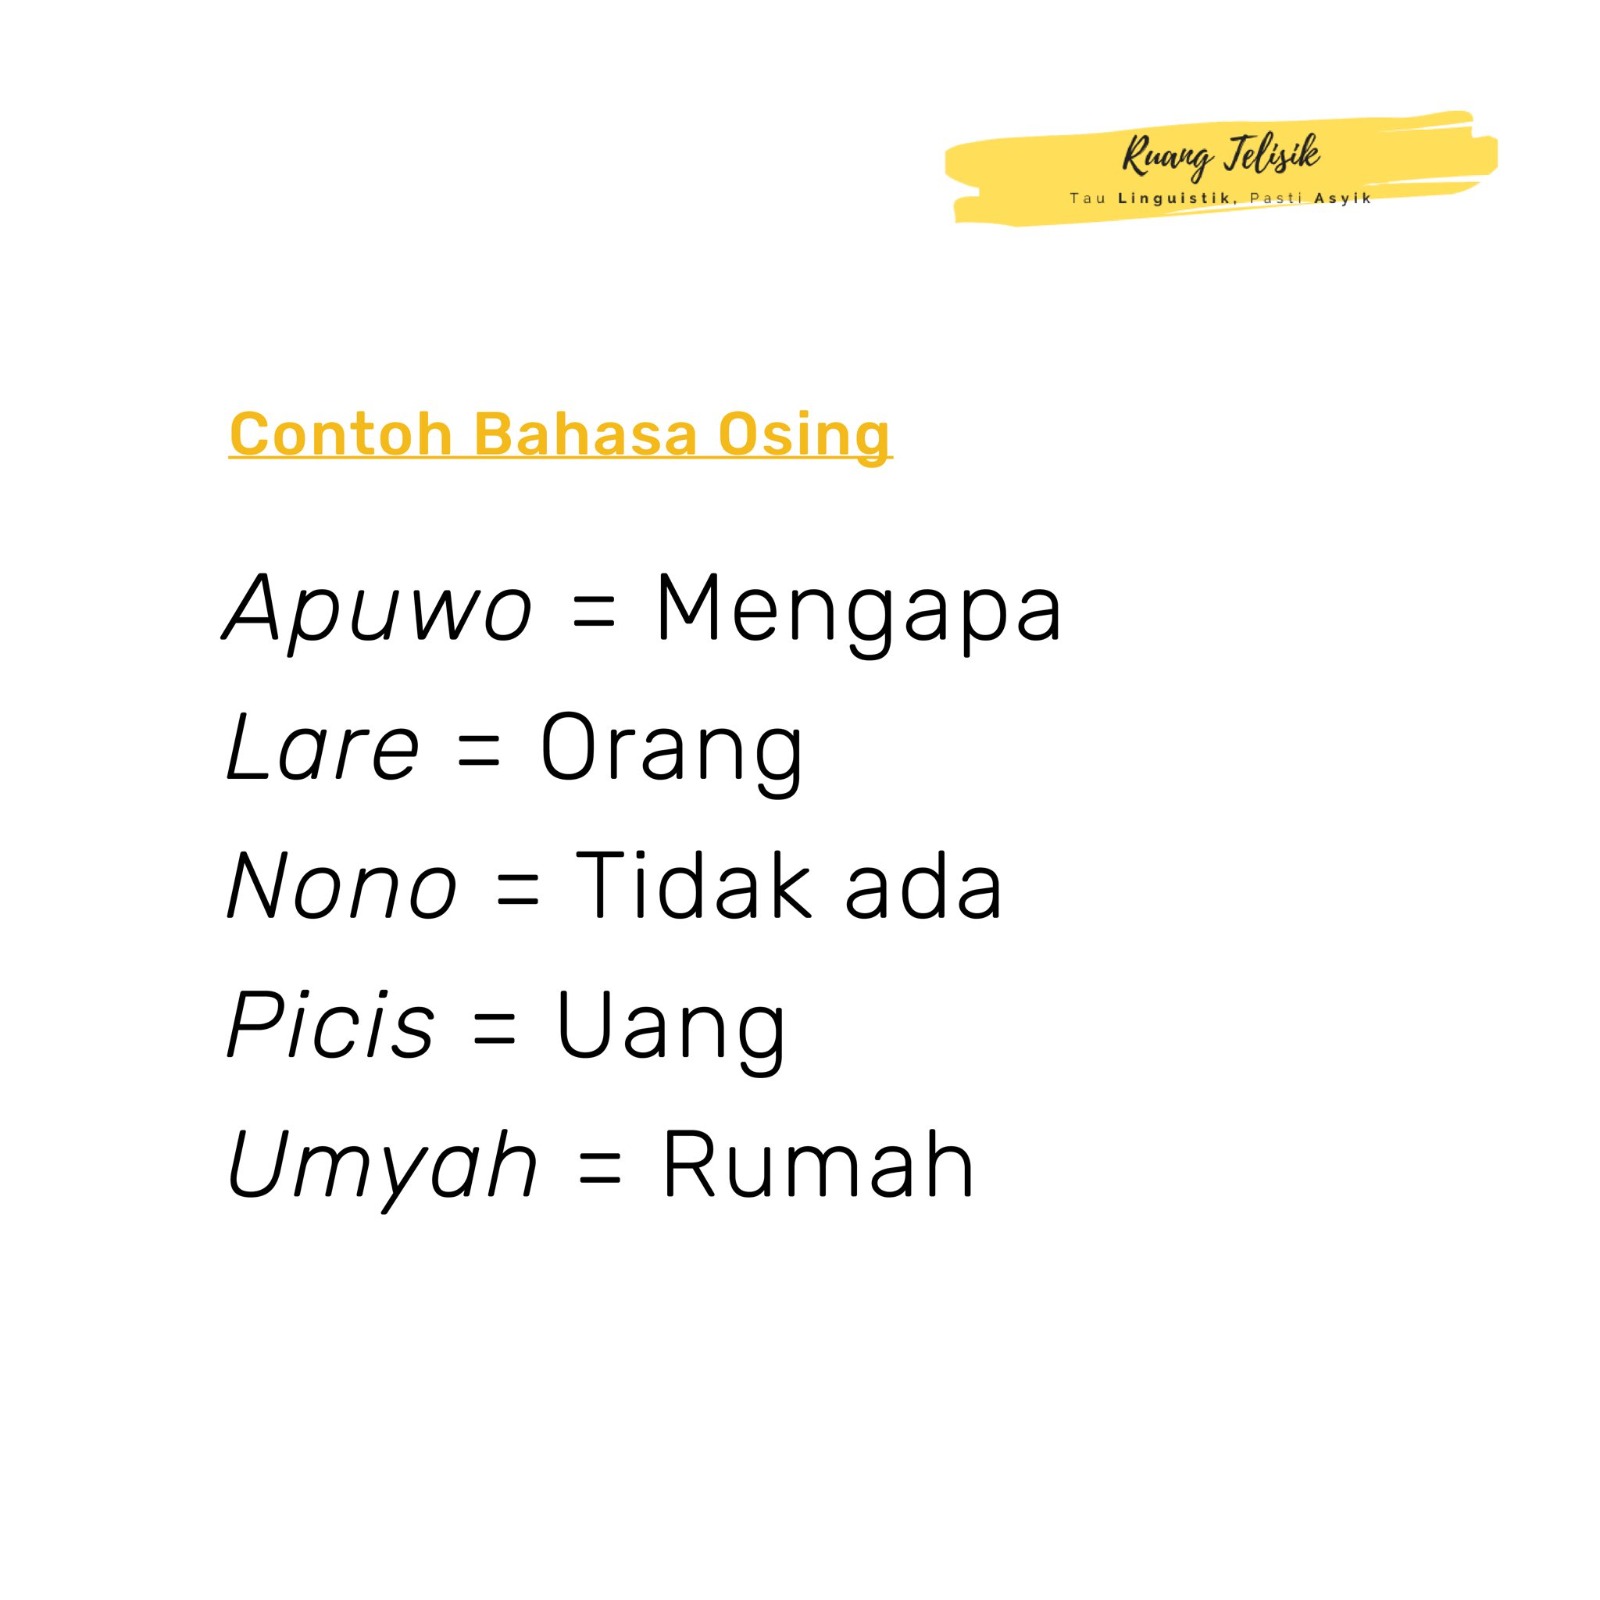 Ruang Telisik
Tau Linguistik, Pasti Asyik
Contoh Bahasa Osing
Apuwo = Mengapa
Lare = Orang
Nono = Tidak ada
Picis = Uang
Umyah = Rumah